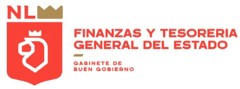 NL
FINANZAS Y TESORERIA
GENERAL DEL ESTADO
GABINETE DE
BUEN GOBIERNO